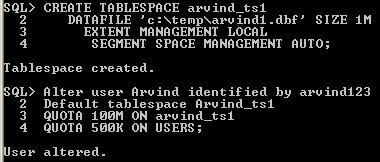 SQL> CREATE TABLESPACE arvind_ts1
2 DATAFILE 'c:\temp\arvind1.dbf' SIZE 1M
3 EXTENT MANAGEMENT LOCAL
4 SEGMENT SPACE MANAGEMENT AUTO;
Tablespace created.
SQL> Alter user Arvind identified by arvind123
2 Default tablespace Arvind_ts1
3 QUOTA 100M ON arvind_ts1
4 QUOTA 500K ON USERS;
User altered.